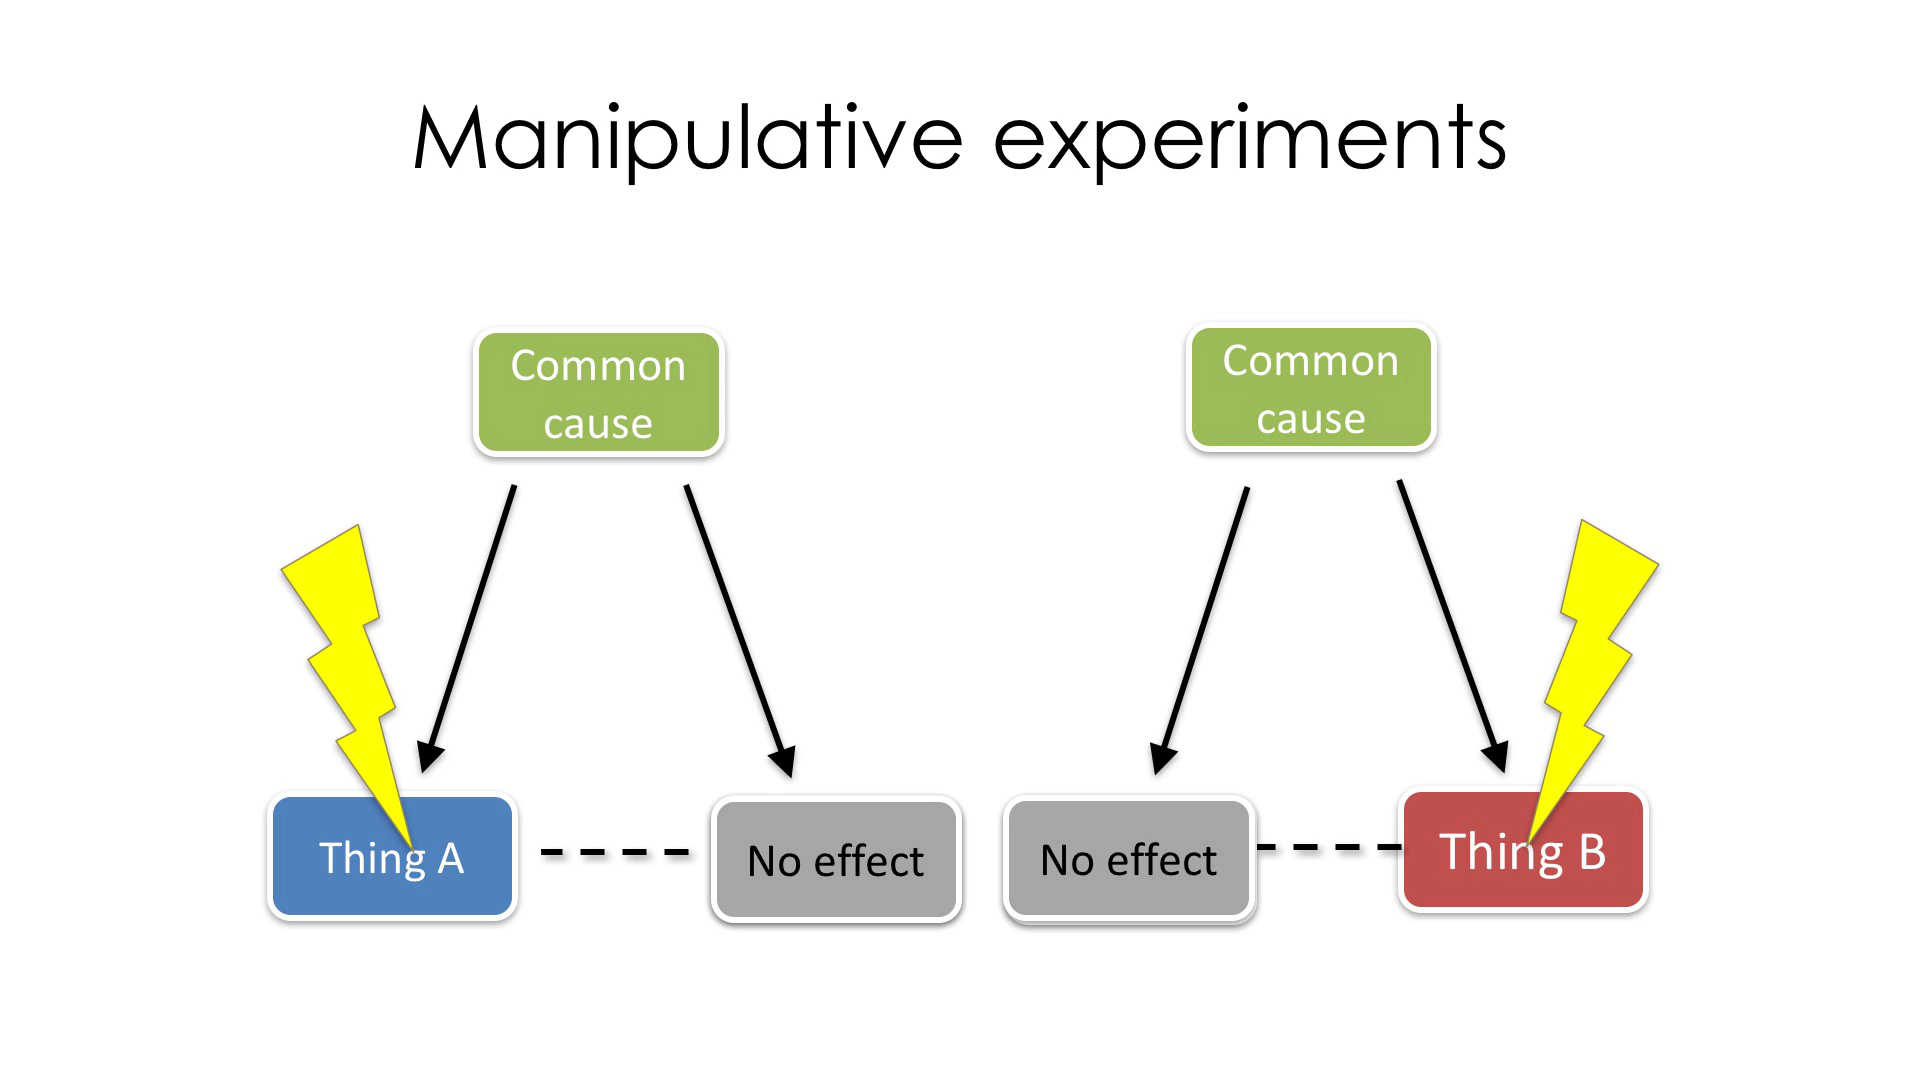 Manipulative experiments
Common
cause
Common
cause
Thing A
No effect
No effect
Thing B